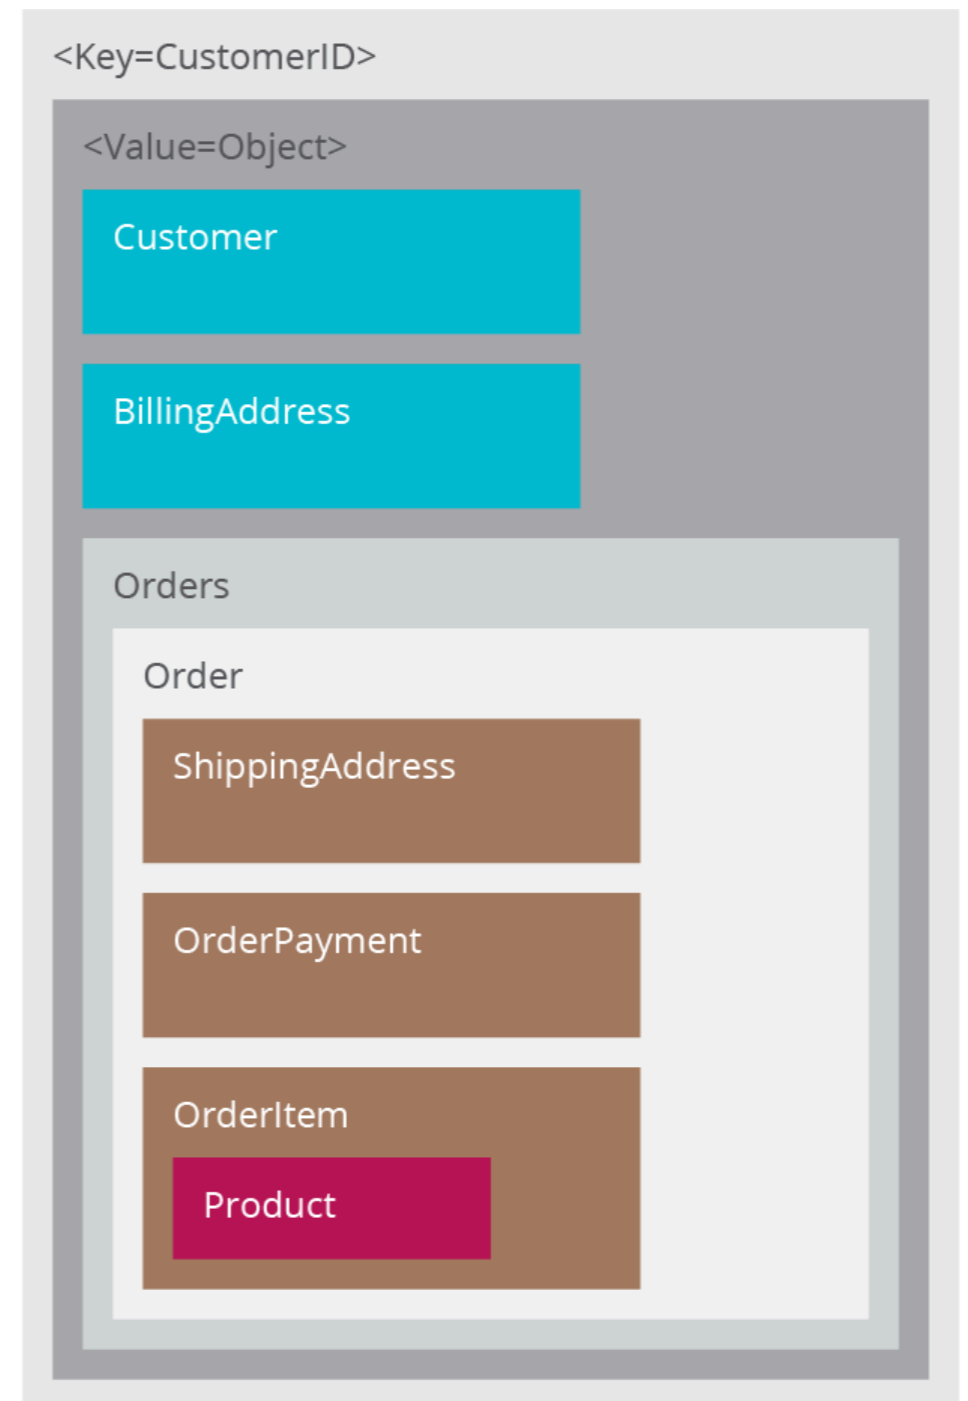 <Key=CustomerID>
<Value=Object>
Customer
BillingAddress
Orders
Order
ShippingAddress
OrderPayment
OrderItem
Product